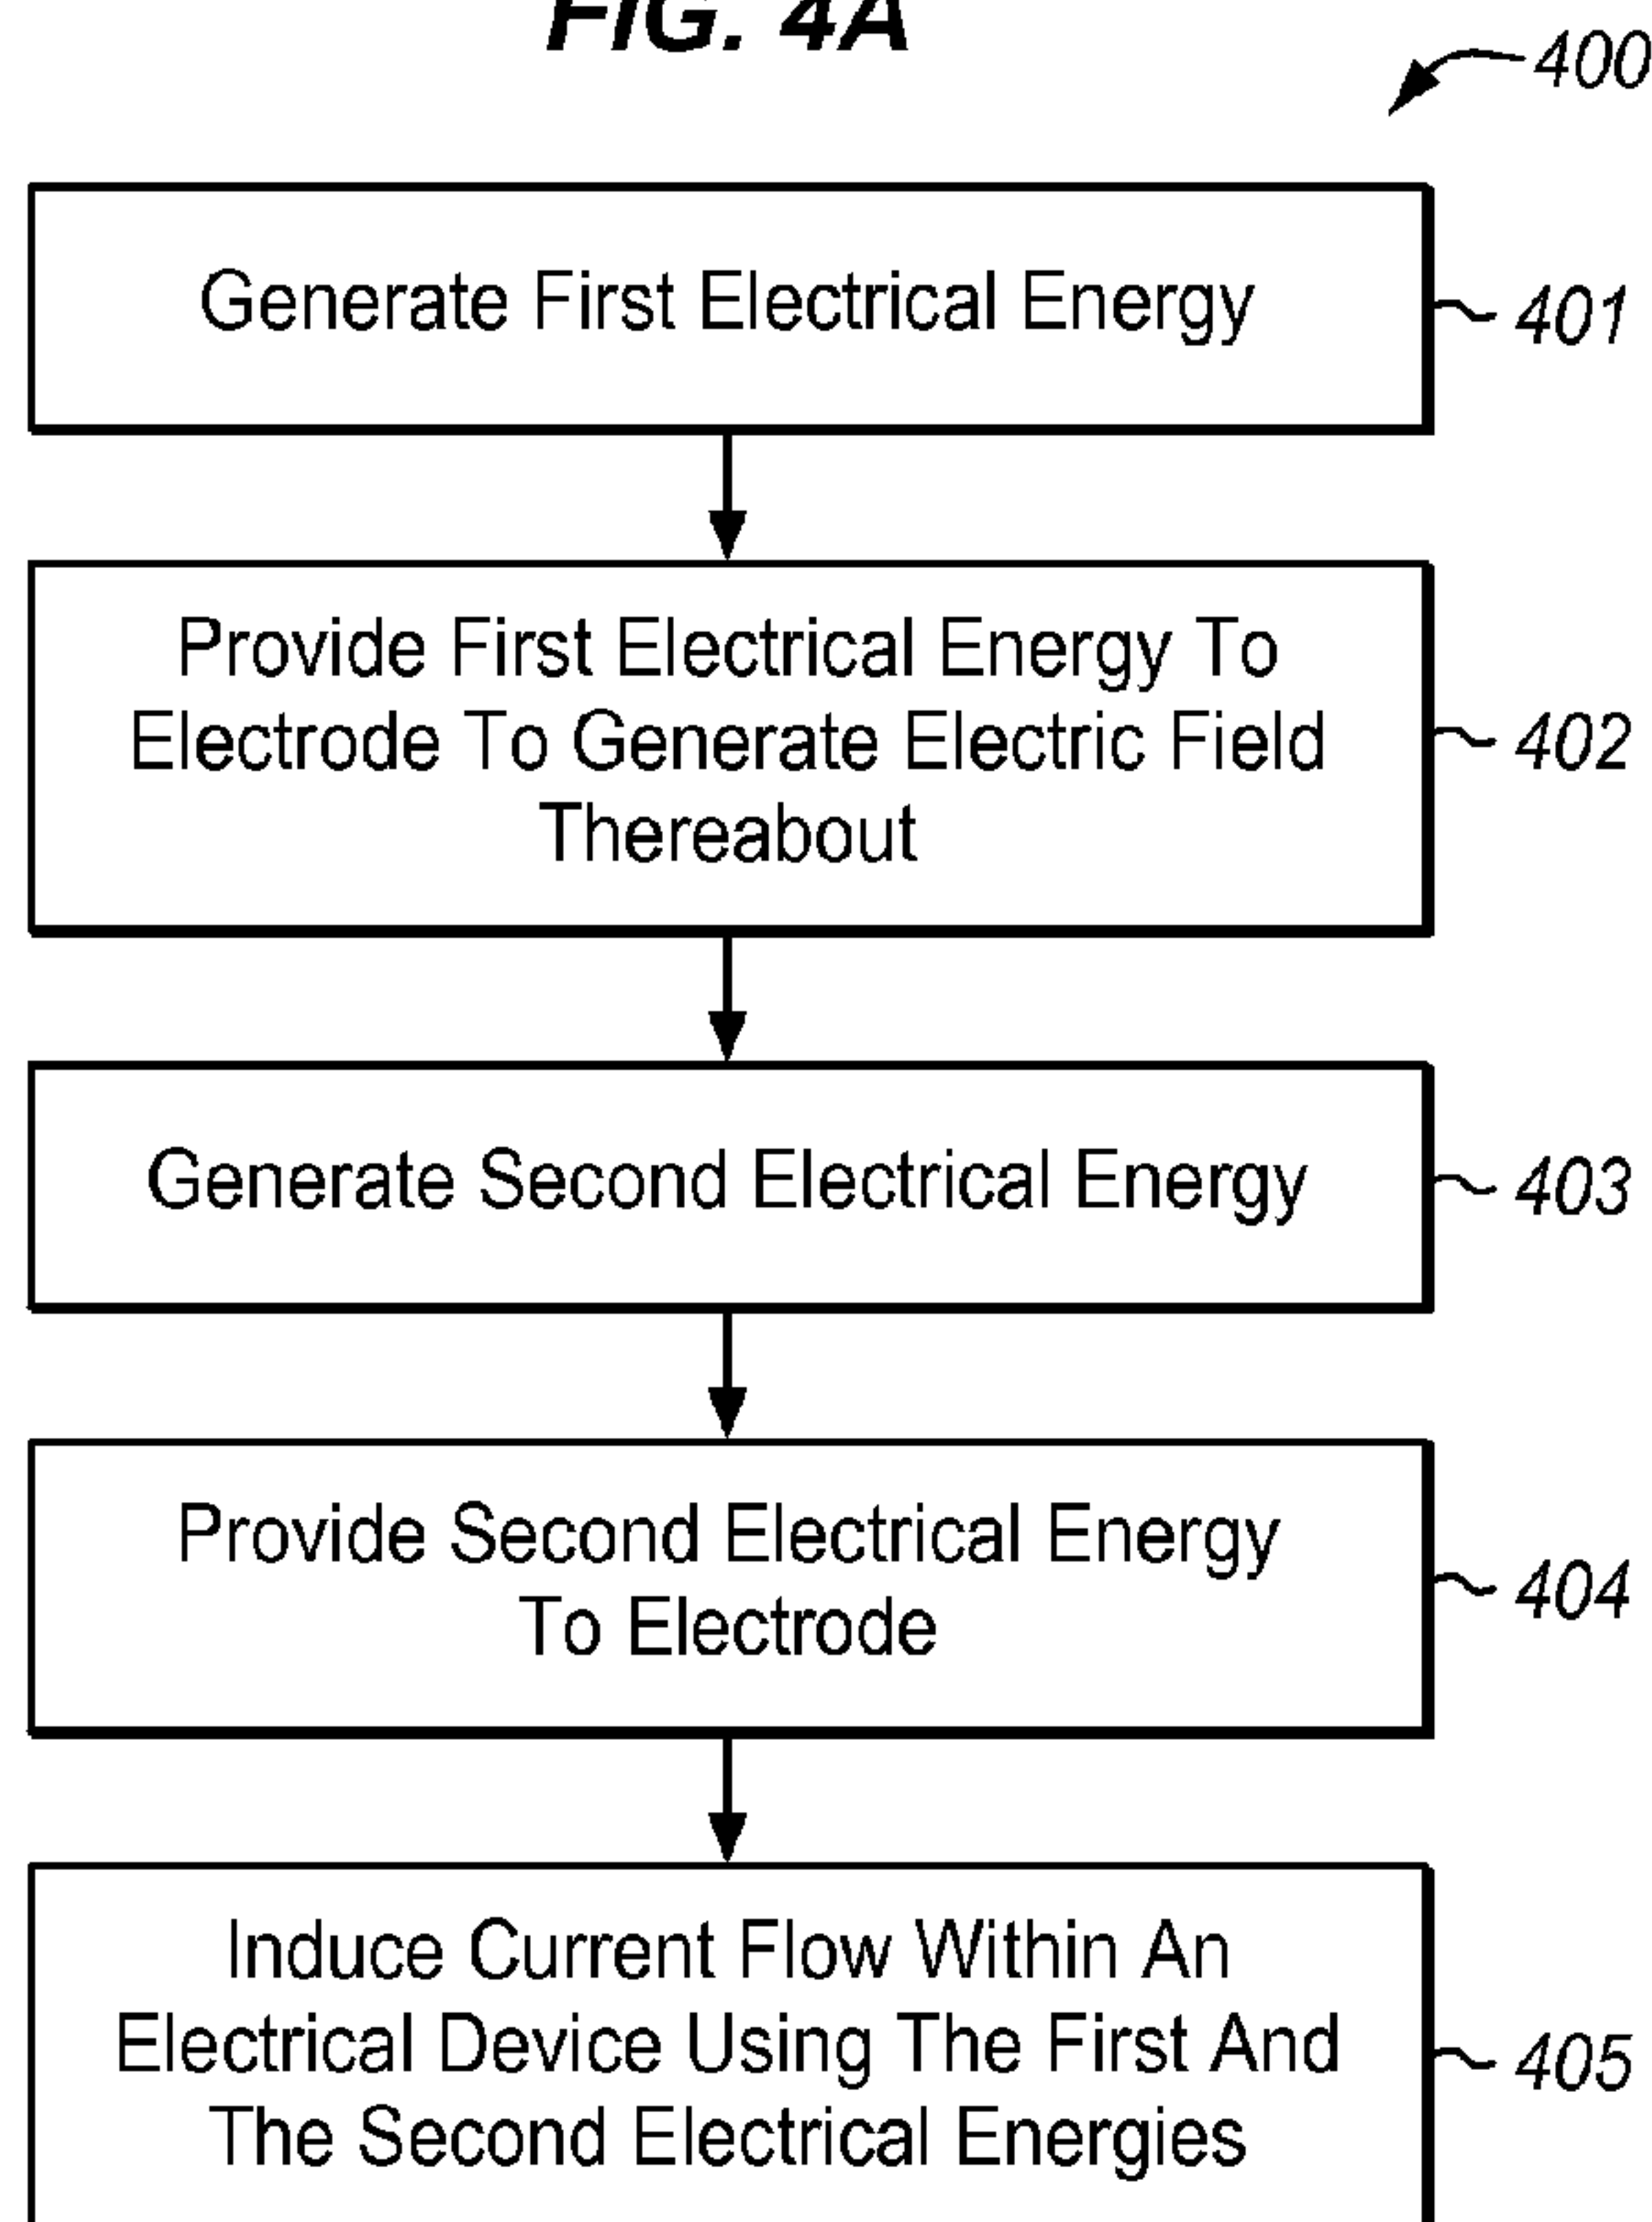 FIG. 4A
400
Generate First Electrical Energy
401
Provide First Electrical Energy To
Electrode To Generate Electric Field
Thereabout
402
Generate Second Electrical Energy
403
Provide Second Electrical Energy
To Electrode
404
Induce Current Flow Within An
Electrical Device Using The First And
The Second Electrical Energies
405